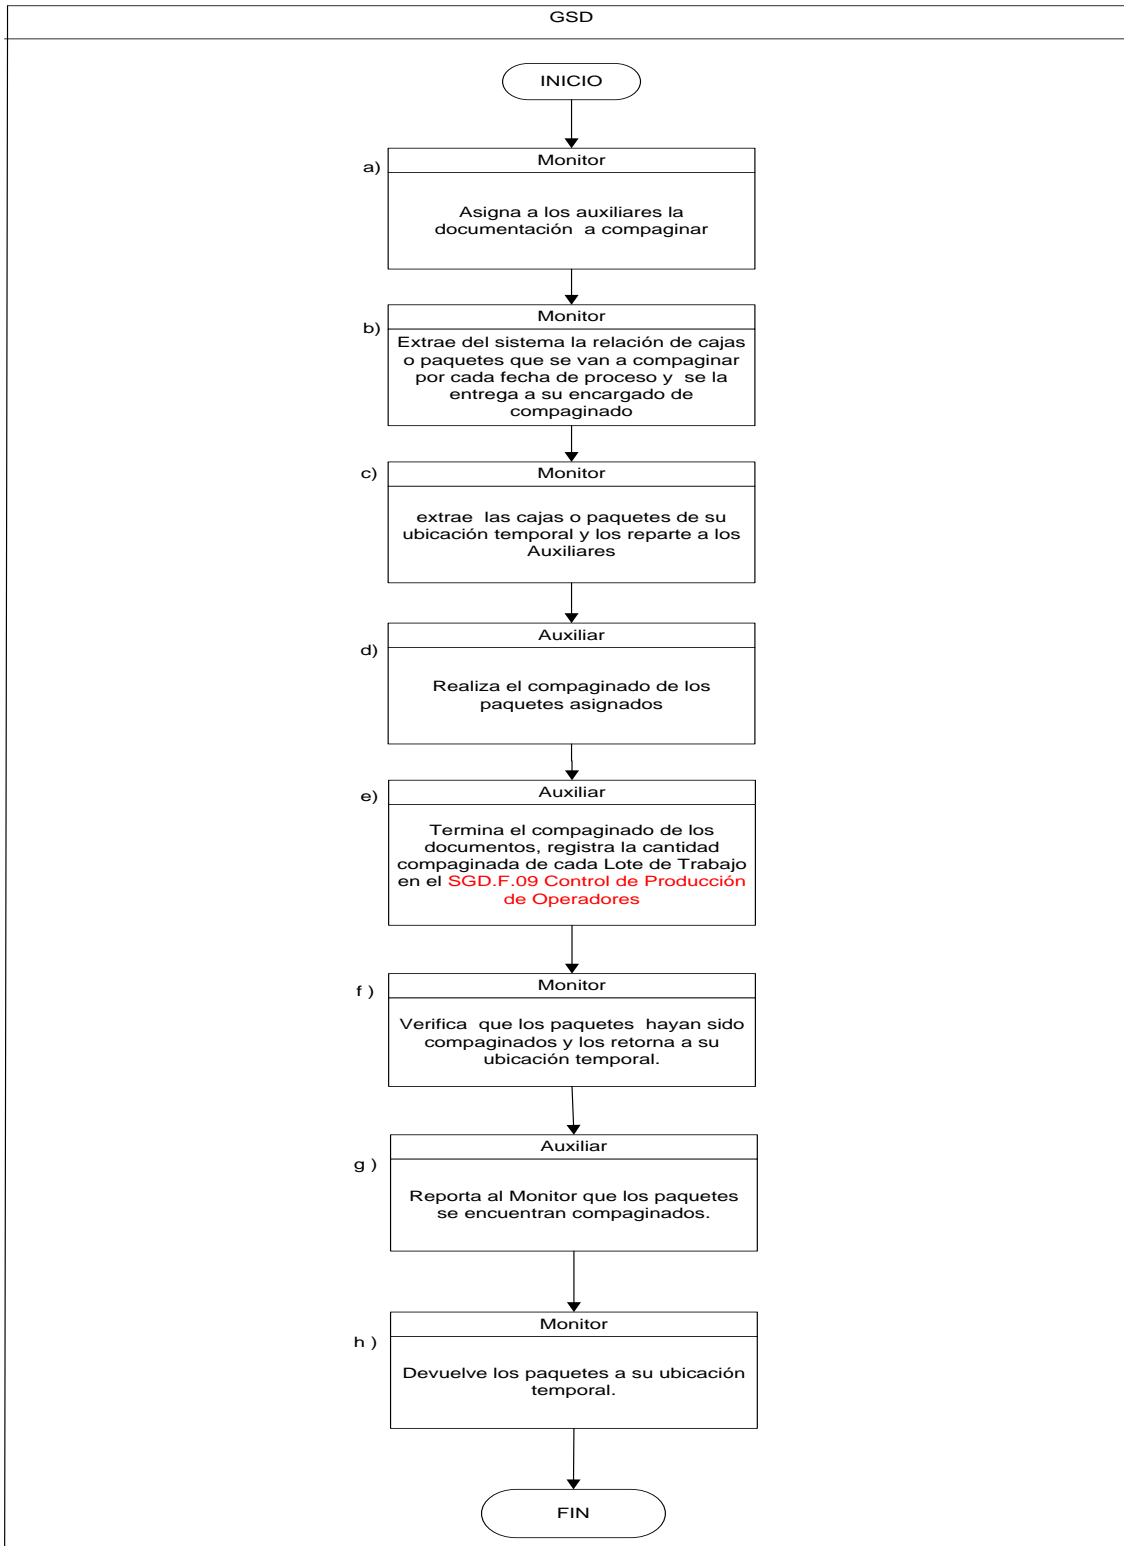 GSD
INICIO
a)
Monitor
Asigna a los auxiliares la
documentación a compaginar
b)
Monitor
Extrae del sistema la relación de cajas
o paquetes que se van a compaginar
por cada fecha de proceso y se la
entrega a su encargado de
compaginado
c)
Monitor
extrae las cajas o paquetes de su
ubicación temporal y los reparte a los
Auxiliares
d)
Auxiliar
Realiza el compaginado de los
paquetes asignados
e)
Auxiliar
Termina el compaginado de los
documentos, registra la cantidad
compaginada de cada Lote de Trabajo
en el SGD.F.09 Control de Producción
de Operadores
f )
Monitor
Verifica que los paquetes hayan sido
compaginados y los retorna a su
ubicación temporal.
g )
Auxiliar
Reporta al Monitor que los paquetes
se encuentran compaginados.
h )
Monitor
Devuelve los paquetes a su ubicación
temporal.
FIN